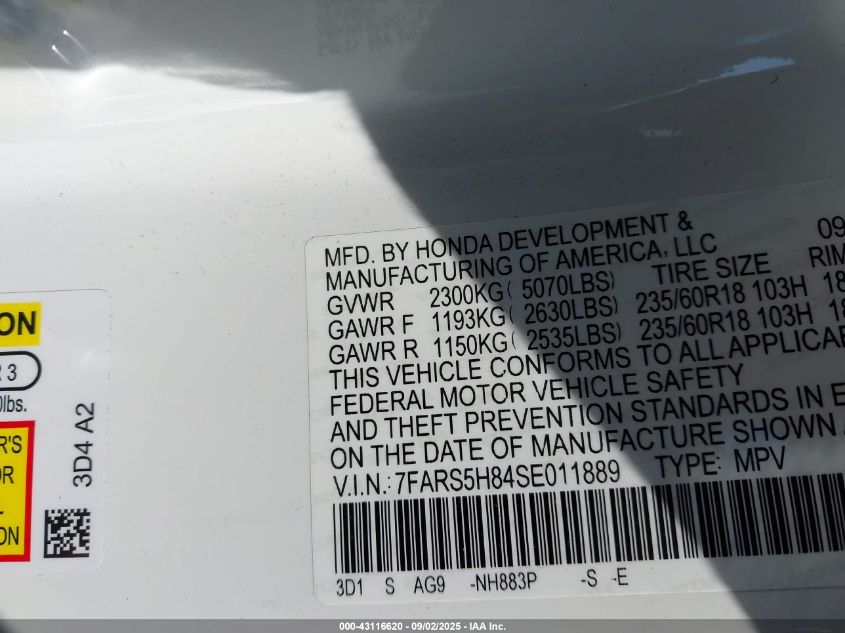 MFD. BY HONDA DEVELOPMENT & 09
MANUFACTURING OF AMERICA, LLC
TIRE SIZE RIM
GVWR 2300KG( 5070LBS)
GAWR F 1193KG( 2630LBS) 235/60R18 103H 18
GAWR R 1150KG( 2535LBS) 235/60R18 103H 18
THIS VEHICLE CONFORMS TO ALL APPLICAB
FEDERAL MOTOR VEHICLE SAFETY
AND THEFT PREVENTION STANDARDS IN E
ON THE DATE OF MANUFACTURE SHOWN A
V.I.N.: 7FARS5H84SE011889 TYPE: MPV
3D1 S AG9 -NH883P -S -E
ON
R 3
0lbs.
R'S
OR
L
ON
3D4 A2
000-43116620 - 09/02/2025 - IAA Inc.